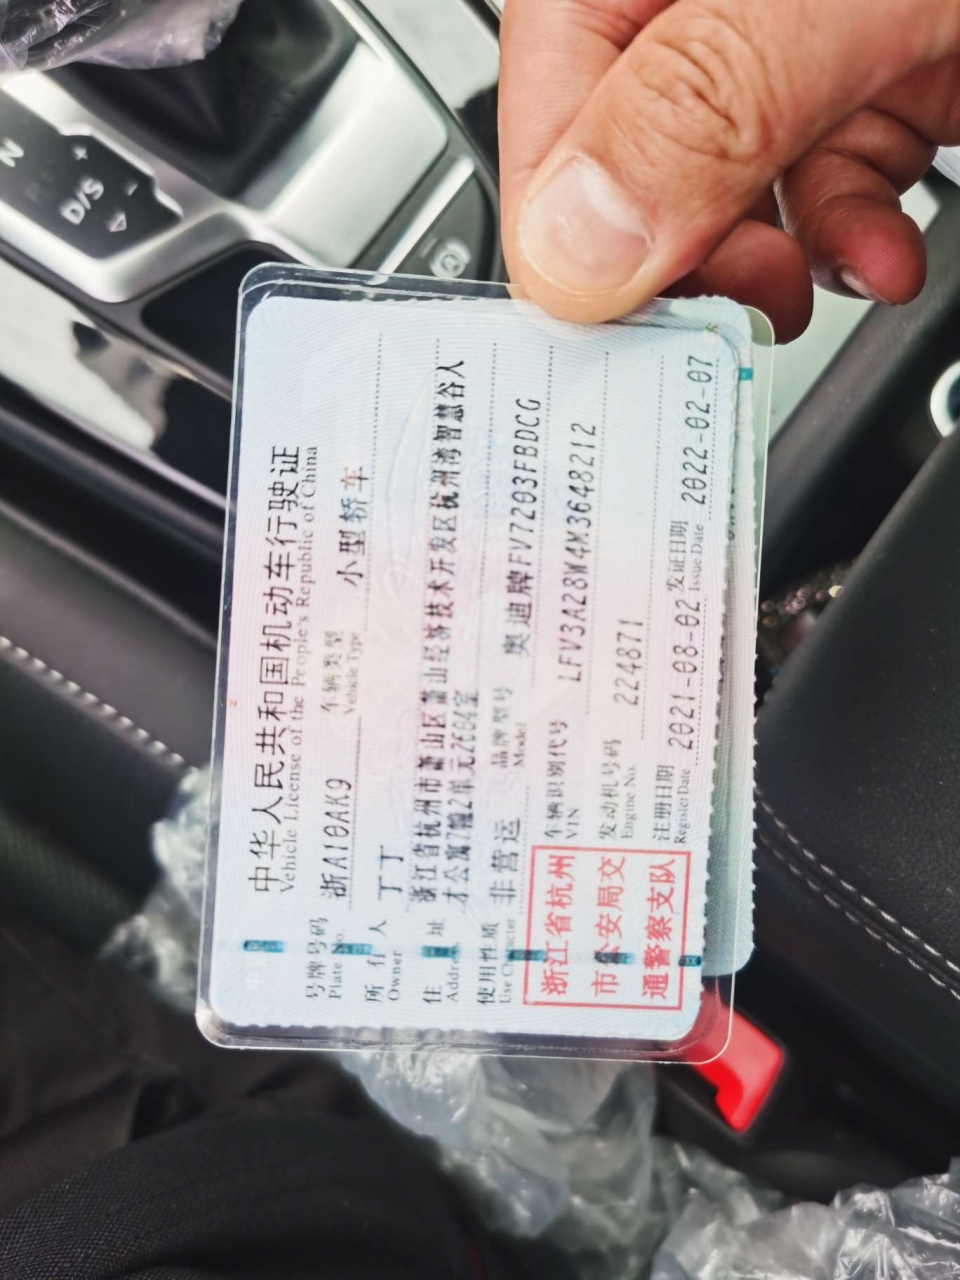 中华人民共和国机动车行驶证
Vehicle License of the People's Republic of China
号牌号码 浙A10AK9 车辆类型 小型轿车
Plate No. Vehicle Type
所有人 丁丁
Owner
住址 浙江省杭州市萧山区萧山经济技术开发区杭州湾智慧谷人
Address 才公寓7幢2单元2604室
使用性质 非营运 品牌型号 奥迪牌FV7203FBDCG
Use Character Model
浙江省杭州
市公安局交
通警察支队
车辆识别代号 LFV3A28W4M3648212
VIN
发动机号码 224871
Engine No.
注册日期 2021-08-02 发证日期 2022-02-07
Register Date Issue Date
N
+
D/S
-